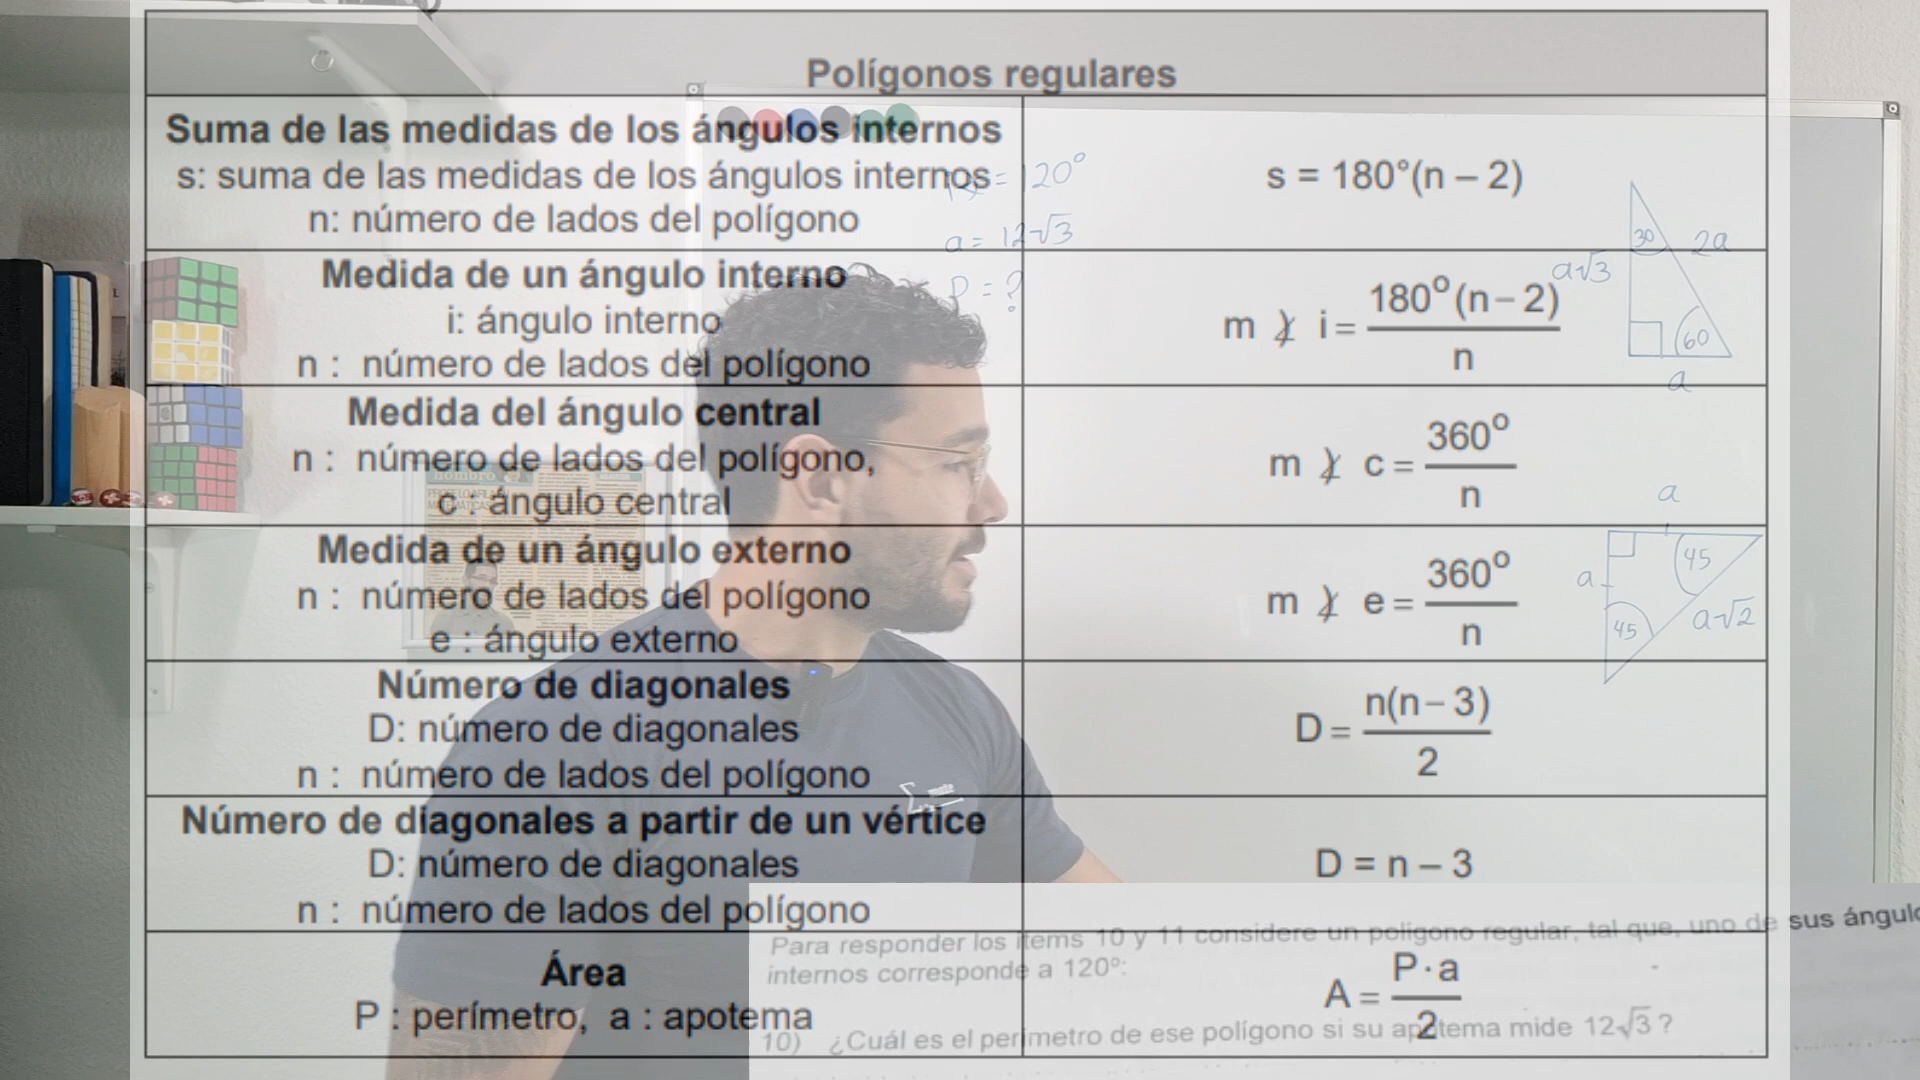 Polígonos regulares
Suma de las medidas de los ángulos internos
s: suma de las medidas de los ángulos internos
n: número de lados del polígono
s = 180°(n – 2)
Medida de un ángulo interno
i: ángulo interno
n : número de lados del polígono
m ∡ i = 180°(n – 2) / n
Medida del ángulo central
n : número de lados del polígono,
c : ángulo central
m ∡ c = 360° / n
Medida de un ángulo externo
n : número de lados del polígono
e : ángulo externo
m ∡ e = 360° / n
Número de diagonales
D: número de diagonales
n : número de lados del polígono
D = n(n – 3) / 2
Número de diagonales a partir de un vértice
D: número de diagonales
n : número de lados del polígono
D = n – 3
Área
P : perímetro, a : apotema
A = P · a / 2
= 120°
a = 12√3
P = ?
30
2a
a√3
60
a
a
45
a
45
a√2
Para responder los ítems 10 y 11 considere un polígono regular, tal que, uno de sus ángulo
internos corresponde a 120º:
10) ¿Cuál es el perímetro de ese polígono si su apotema mide 12√3 ?